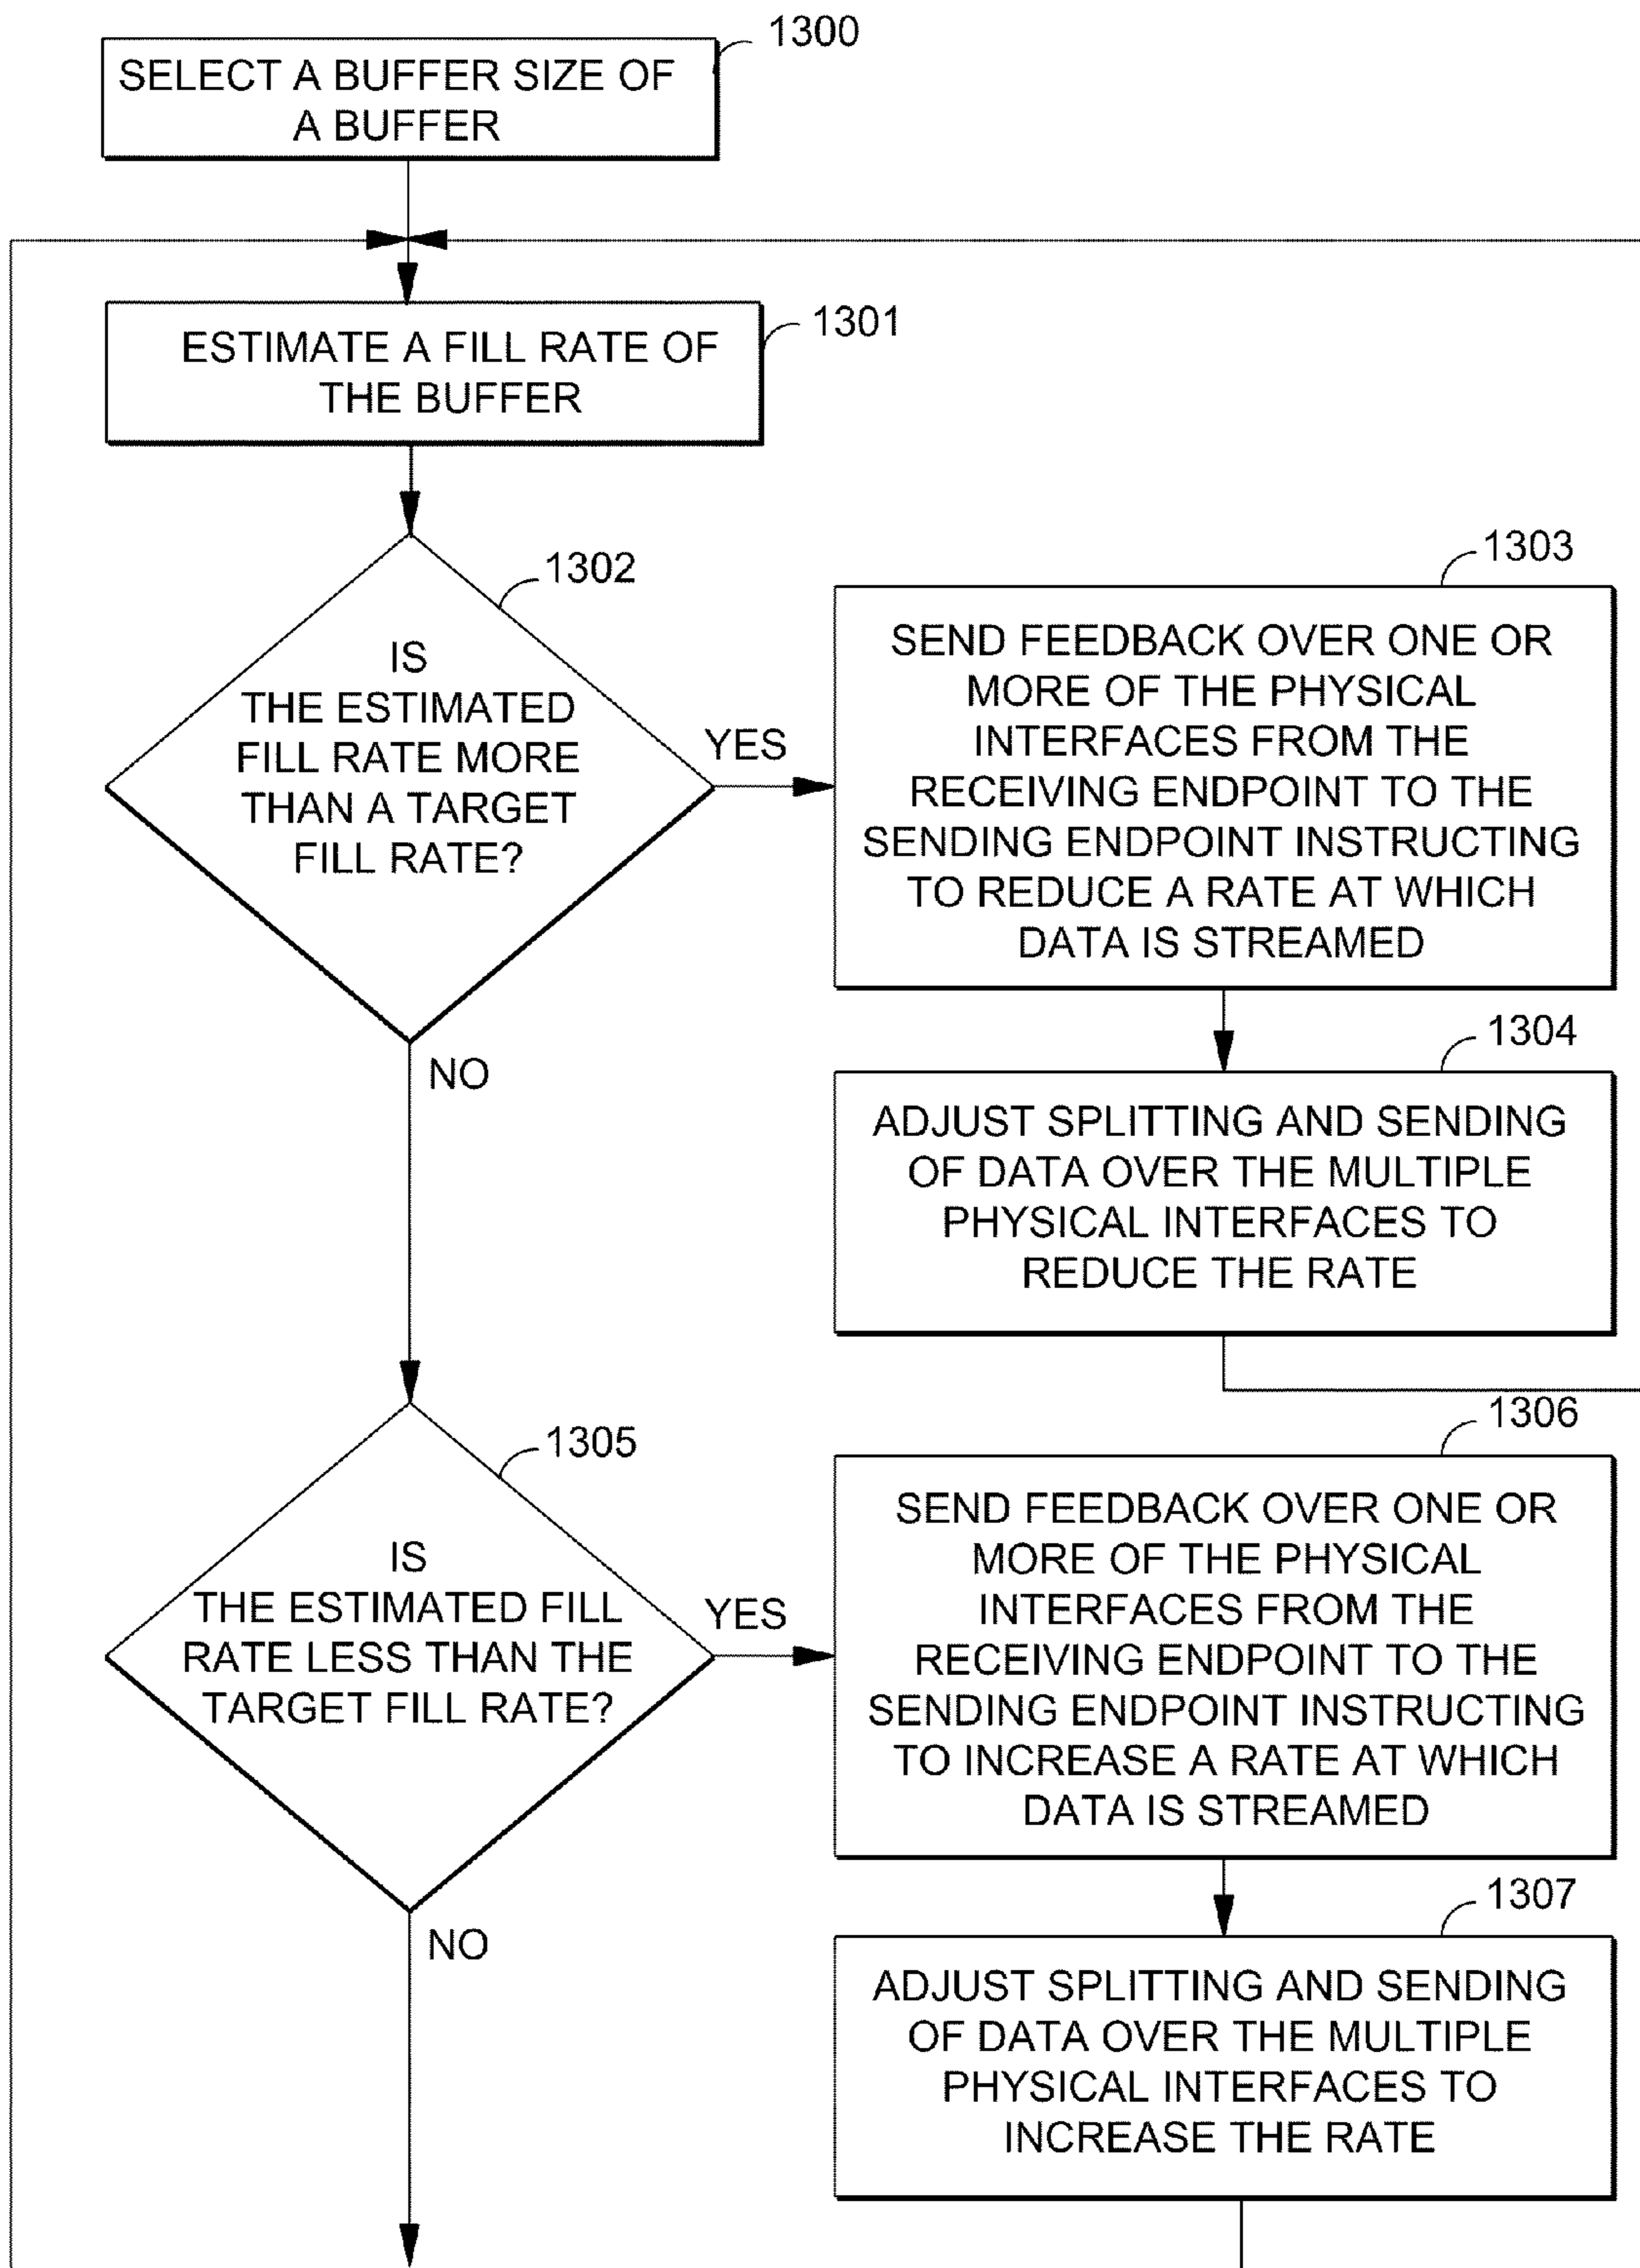 1300
SELECT A BUFFER SIZE OF
A BUFFER
1301
ESTIMATE A FILL RATE OF
THE BUFFER
1302
IS
THE ESTIMATED
FILL RATE MORE
THAN A TARGET
FILL RATE?
YES
NO
1303
SEND FEEDBACK OVER ONE OR
MORE OF THE PHYSICAL
INTERFACES FROM THE
RECEIVING ENDPOINT TO THE
SENDING ENDPOINT INSTRUCTING
TO REDUCE A RATE AT WHICH
DATA IS STREAMED
1304
ADJUST SPLITTING AND SENDING
OF DATA OVER THE MULTIPLE
PHYSICAL INTERFACES TO
REDUCE THE RATE
1305
IS
THE ESTIMATED FILL
RATE LESS THAN THE
TARGET FILL RATE?
YES
NO
1306
SEND FEEDBACK OVER ONE OR
MORE OF THE PHYSICAL
INTERFACES FROM THE
RECEIVING ENDPOINT TO THE
SENDING ENDPOINT INSTRUCTING
TO INCREASE A RATE AT WHICH
DATA IS STREAMED
1307
ADJUST SPLITTING AND SENDING
OF DATA OVER THE MULTIPLE
PHYSICAL INTERFACES TO
INCREASE THE RATE